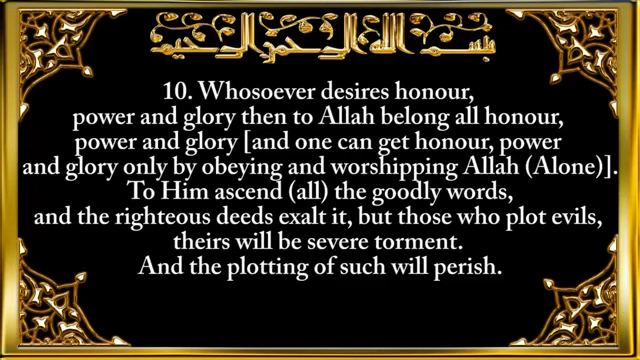 بسم الله الرحمن الرحيم
10. Whosoever desires honour,
power and glory then to Allah belong all honour,
power and glory [and one can get honour, power
and glory only by obeying and worshipping Allah (Alone)].
To Him ascend (all) the goodly words,
and the righteous deeds exalt it, but those who plot evils,
theirs will be severe torment.
And the plotting of such will perish.